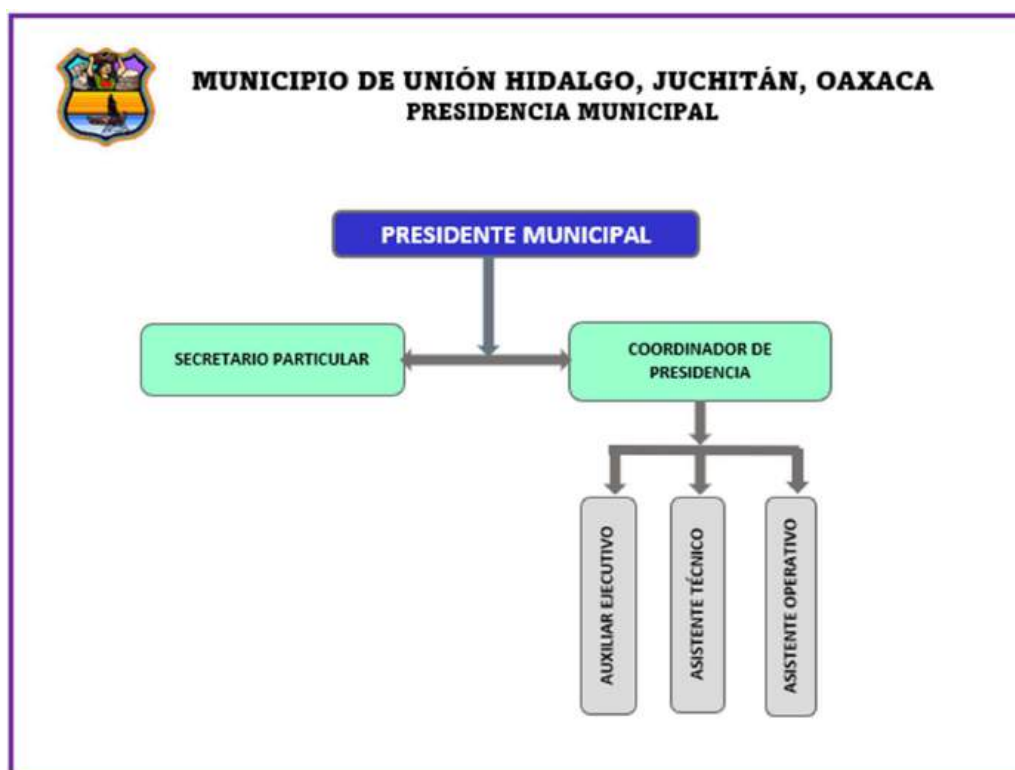 MUNICIPIO DE UNIÓN HIDALGO, JUCHITÁN, OAXACA
PRESIDENCIA MUNICIPAL
PRESIDENTE MUNICIPAL
SECRETARIO PARTICULAR
COORDINADOR DE
PRESIDENCIA
AUXILIAR EJECUTIVO
ASISTENTE TÉCNICO
ASISTENTE OPERATIVO